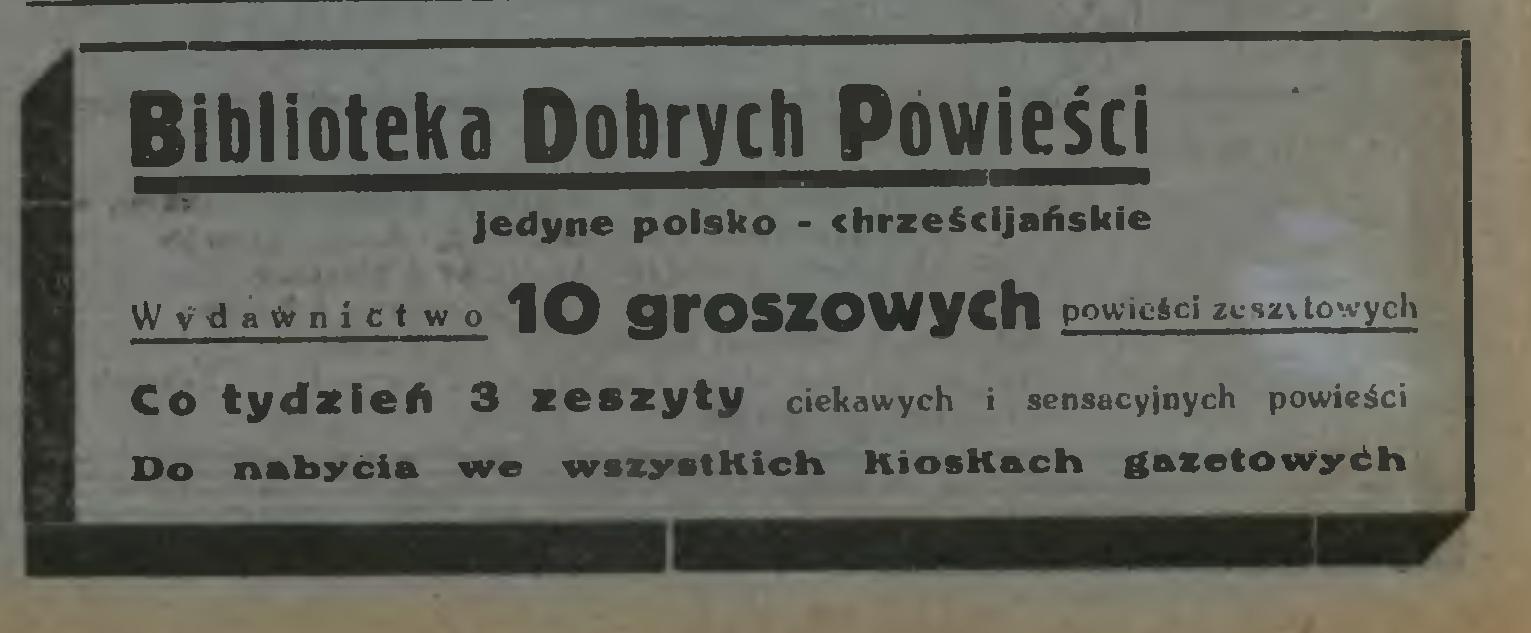 Biblioteka Dobrych Powieści
jedyne polsko - chrześcijańskie
Wydawnictwo 10 groszowych powieści zeszytowych
Co tydzień 3 zeszyty ciekawych i sensacyjnych powieści
Do nabycia we wszystkich Kioskach gazetowych